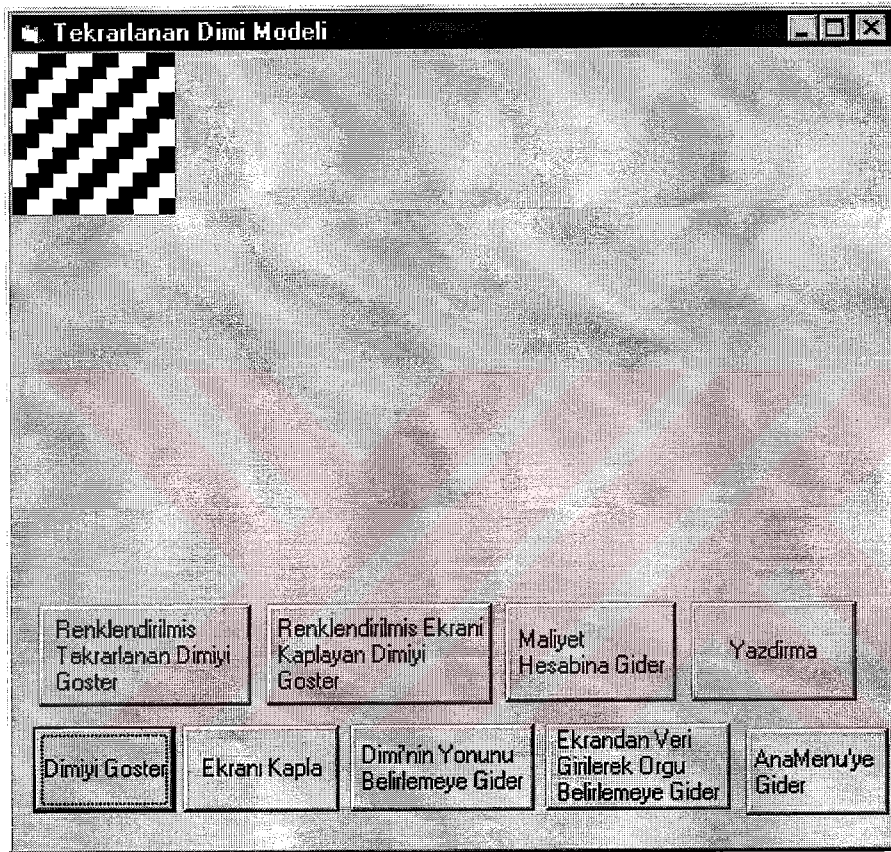 Tekrarlanan Dimi Modeli
Renklendirilmis
Tekrarlanan Dimiyi
Goster
Renklendirilmis Ekrani
Kaplayan Dimiyi
Goster
Maliyet
Hesabina Gider
Yazdirma
Dimiyi Goster
Ekrani Kapla
Dimi'nin Yonunu
Belirlemeye Gider
Ekrandan Veri
Girilerek Orgu
Belirlemeye Gider
AnaMenu'ye
Gider